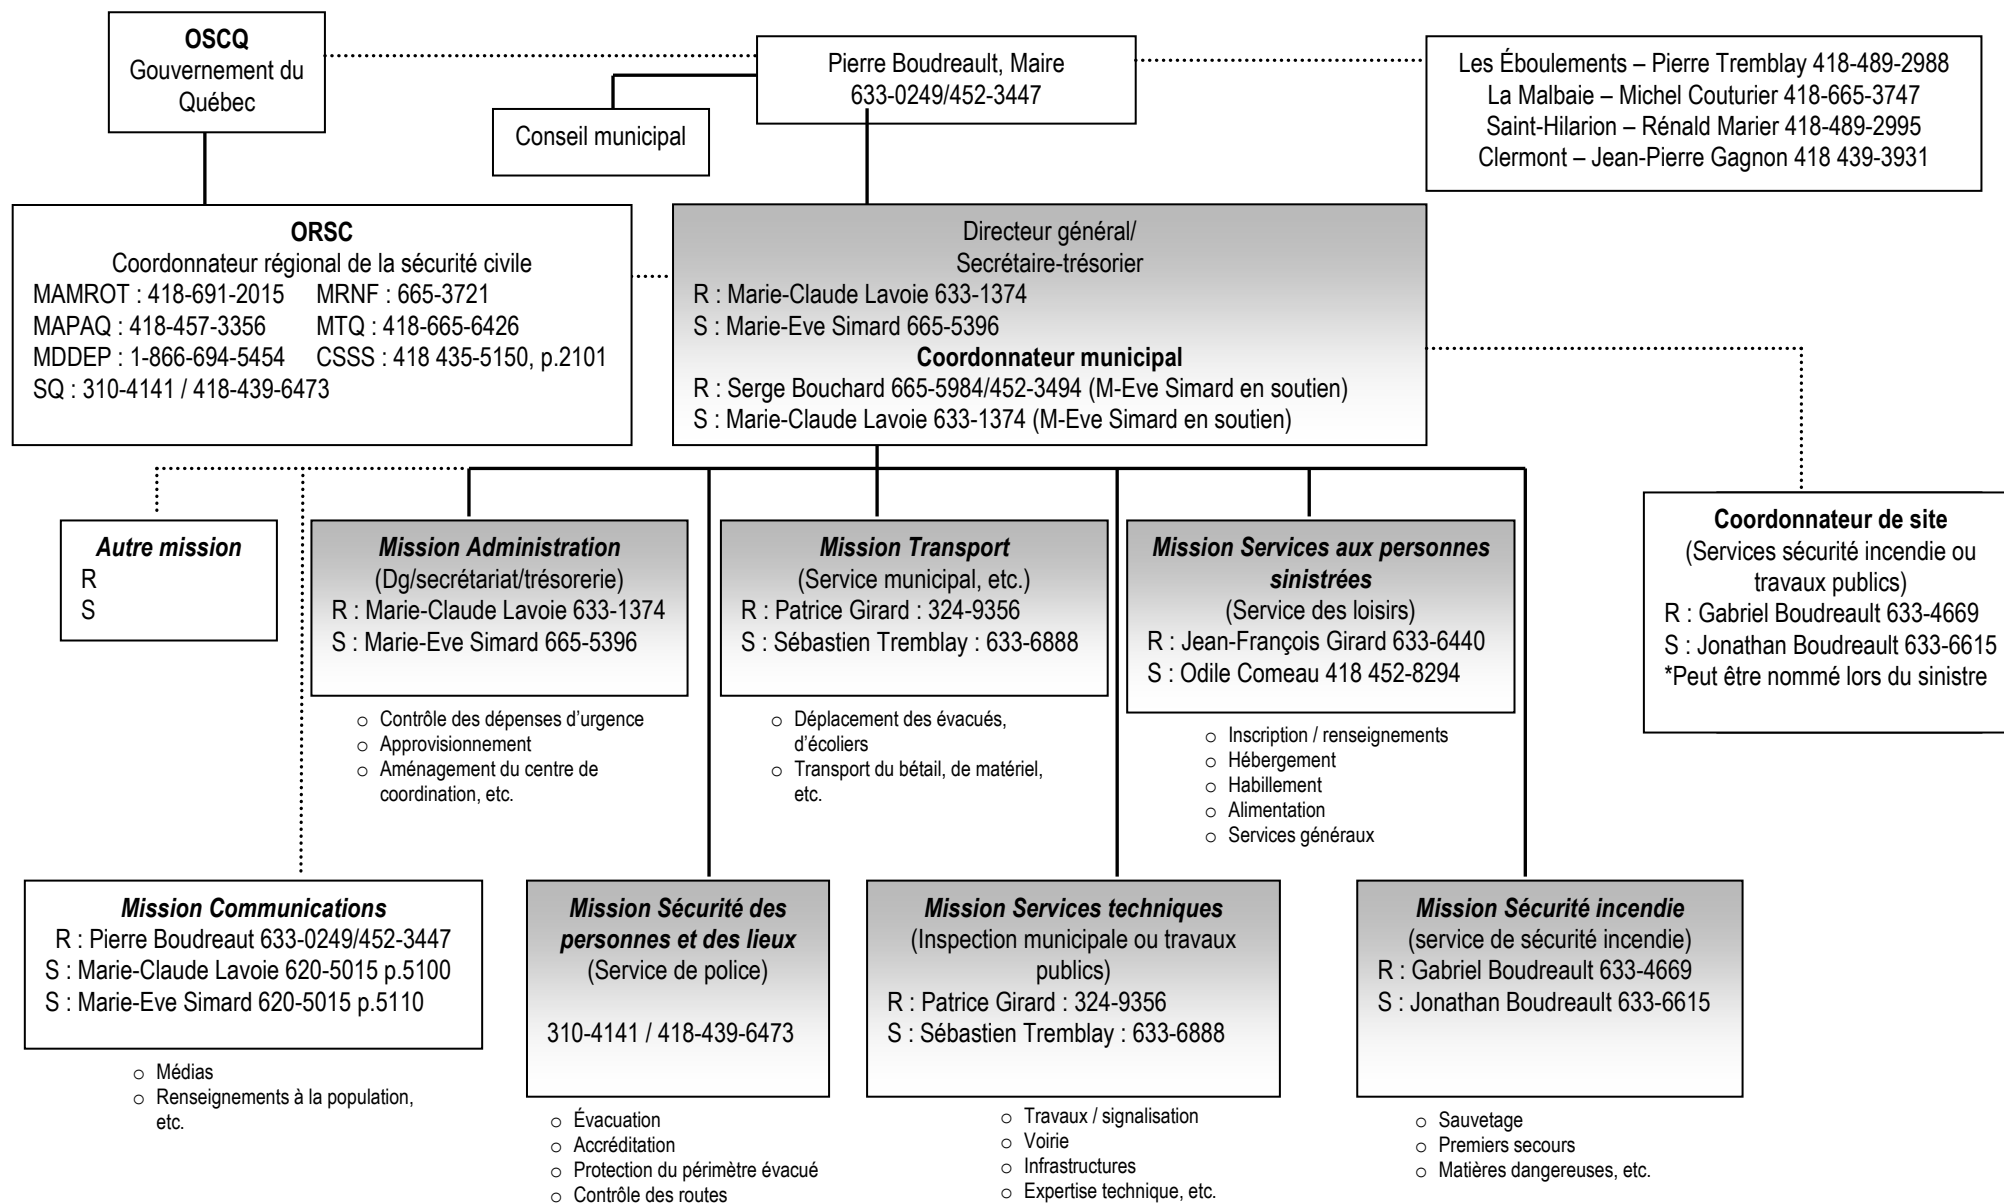 OSCQ
Gouvernement du
Québec
Pierre Boudreault, Maire
633-0249/452-3447
Conseil municipal
Les Éboulements – Pierre Tremblay 418-489-2988
La Malbaie – Michel Couturier 418-665-3747
Saint-Hilarion – Rénald Marier 418-489-2995
Clermont – Jean-Pierre Gagnon 418 439-3931
ORSC
Coordonnateur régional de la sécurité civile
MAMROT : 418-691-2015 MRNF : 665-3721
MAPAQ : 418-457-3356 MTQ : 418-665-6426
MDDEP : 1-866-694-5454 CSSS : 418 435-5150, p.2101
SQ : 310-4141 / 418-439-6473
Directeur général/
Secrétaire-trésorier
R : Marie-Claude Lavoie 633-1374
S : Marie-Eve Simard 665-5396
Coordonnateur municipal
R : Serge Bouchard 665-5984/452-3494 (M-Eve Simard en soutien)
S : Marie-Claude Lavoie 633-1374 (M-Eve Simard en soutien)
Autre mission
R
S
Mission Administration
(Dg/secrétariat/trésorerie)
R : Marie-Claude Lavoie 633-1374
S : Marie-Eve Simard 665-5396
o Contrôle des dépenses d'urgence
o Approvisionnement
o Aménagement du centre de
coordination, etc.
Mission Transport
(Service municipal, etc.)
R : Patrice Girard : 324-9356
S : Sébastien Tremblay : 633-6888
o Déplacement des évacués,
d'écoliers
o Transport du bétail, de matériel,
etc.
Mission Services aux personnes
sinistrées
(Service des loisirs)
R : Jean-François Girard 633-6440
S : Odile Comeau 418 452-8294
o Inscription / renseignements
o Hébergement
o Habillement
o Alimentation
o Services généraux
Coordonnateur de site
(Services sécurité incendie ou
travaux publics)
R : Gabriel Boudreault 633-4669
S : Jonathan Boudreault 633-6615
*Peut être nommé lors du sinistre
Mission Communications
R : Pierre Boudreaut 633-0249/452-3447
S : Marie-Claude Lavoie 620-5015 p.5100
S : Marie-Eve Simard 620-5015 p.5110
o Médias
o Renseignements à la population,
etc.
Mission Sécurité des
personnes et des lieux
(Service de police)
310-4141 / 418-439-6473
o Évacuation
o Accréditation
o Protection du périmètre évacué
o Contrôle des routes
Mission Services techniques
(Inspection municipale ou travaux
publics)
R : Patrice Girard : 324-9356
S : Sébastien Tremblay : 633-6888
o Travaux / signalisation
o Voirie
o Infrastructures
o Expertise technique, etc.
Mission Sécurité incendie
(service de sécurité incendie)
R : Gabriel Boudreault 633-4669
S : Jonathan Boudreault 633-6615
o Sauvetage
o Premiers secours
o Matières dangereuses, etc.